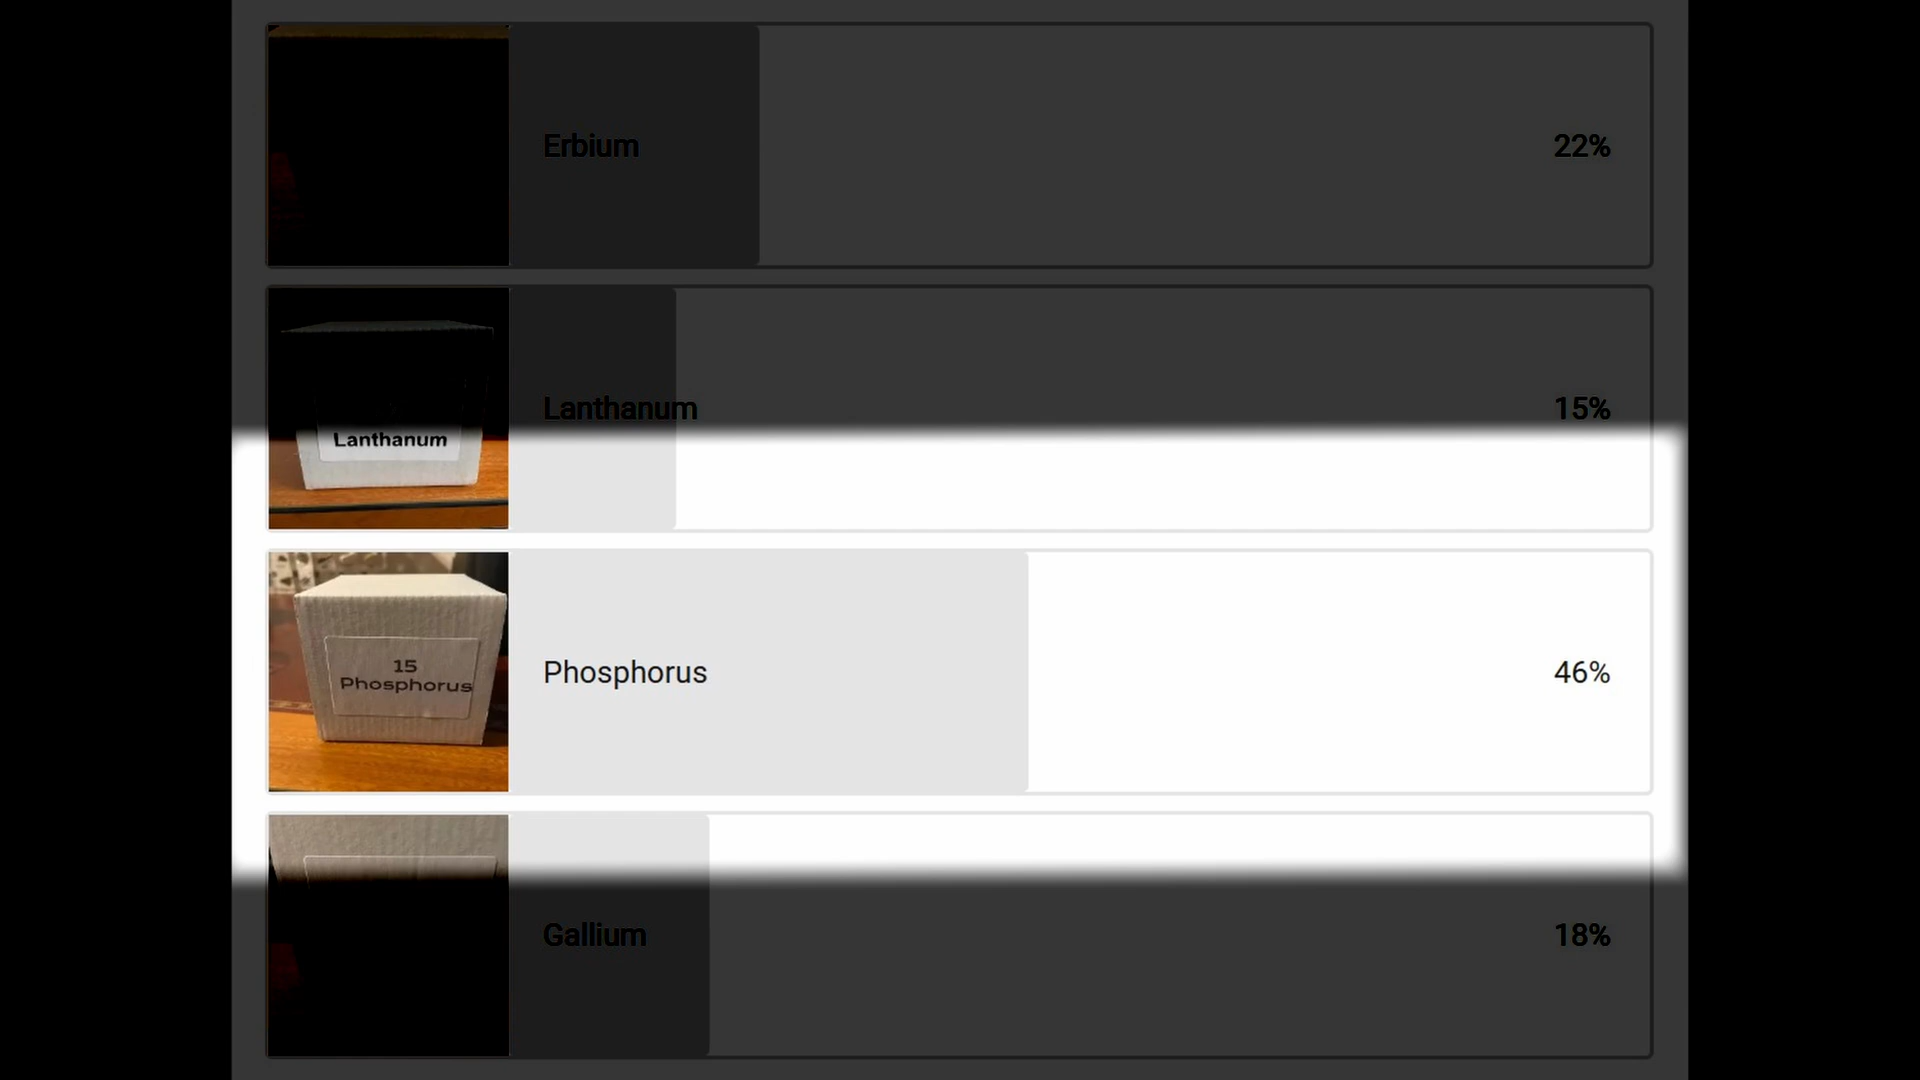 Erbium 22%
Lanthanum 15%
Lanthanum
15
Phosphorus
Phosphorus 46%
Gallium 18%